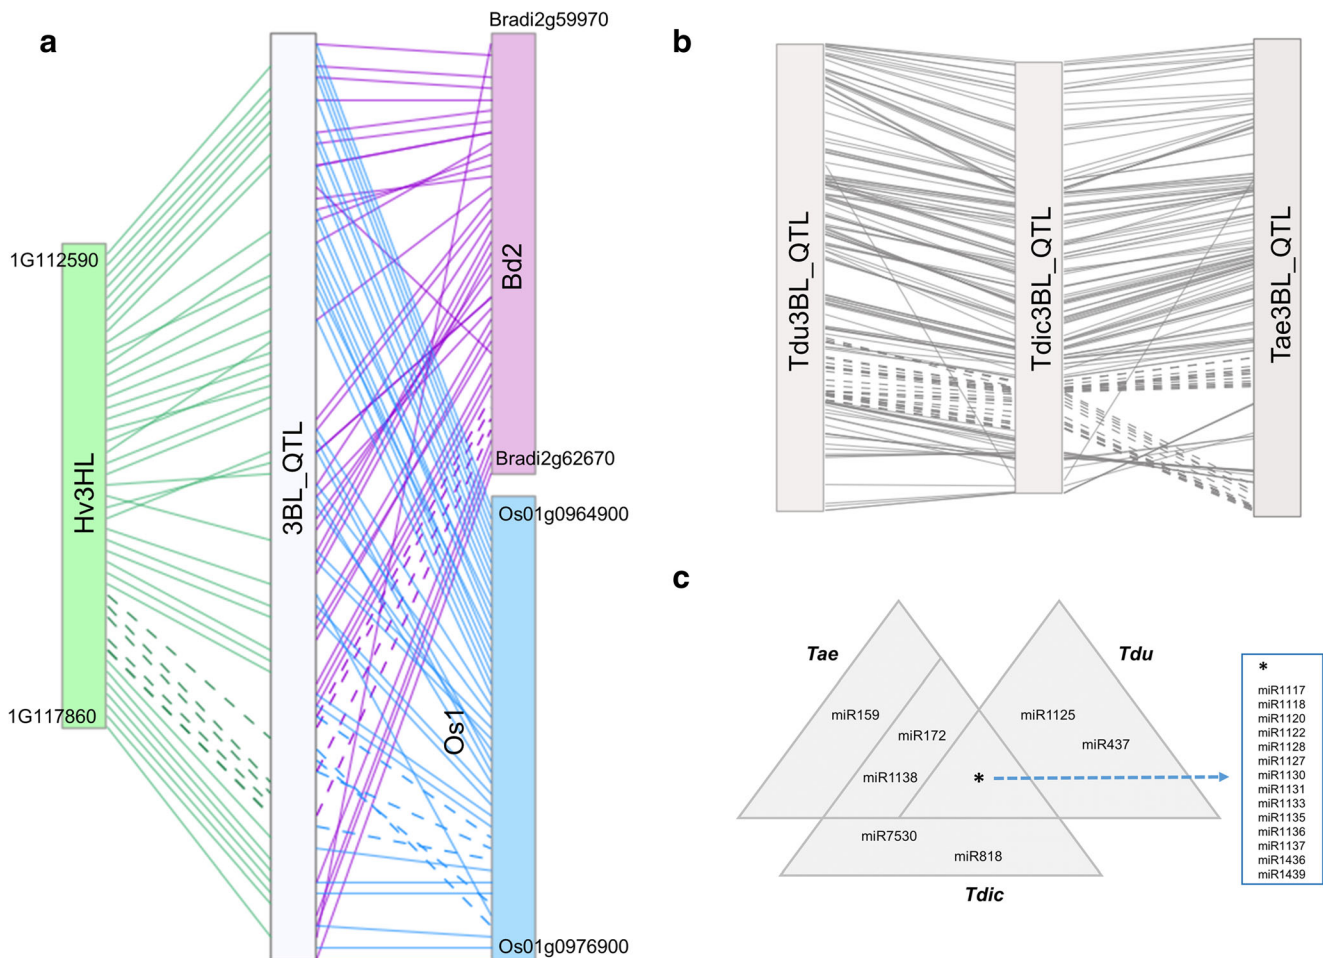 a
Bradi2g59970
1G112590
Hv3HL
1G117860
3BL_QTL
Bd2
Bradi2g62670
Os01g0964900
Os1
Os01g0976900
b
Tdu3BL_QTL
Tdic3BL_QTL
Tae3BL_QTL
c
Tae
Tdu
miR159
miR172
miR1138
*
miR1125
miR437
miR7530
miR818
Tdic
*
miR1117
miR1118
miR1120
miR1122
miR1128
miR1127
miR1130
miR1131
miR1133
miR1135
miR1136
miR1137
miR1436
miR1439